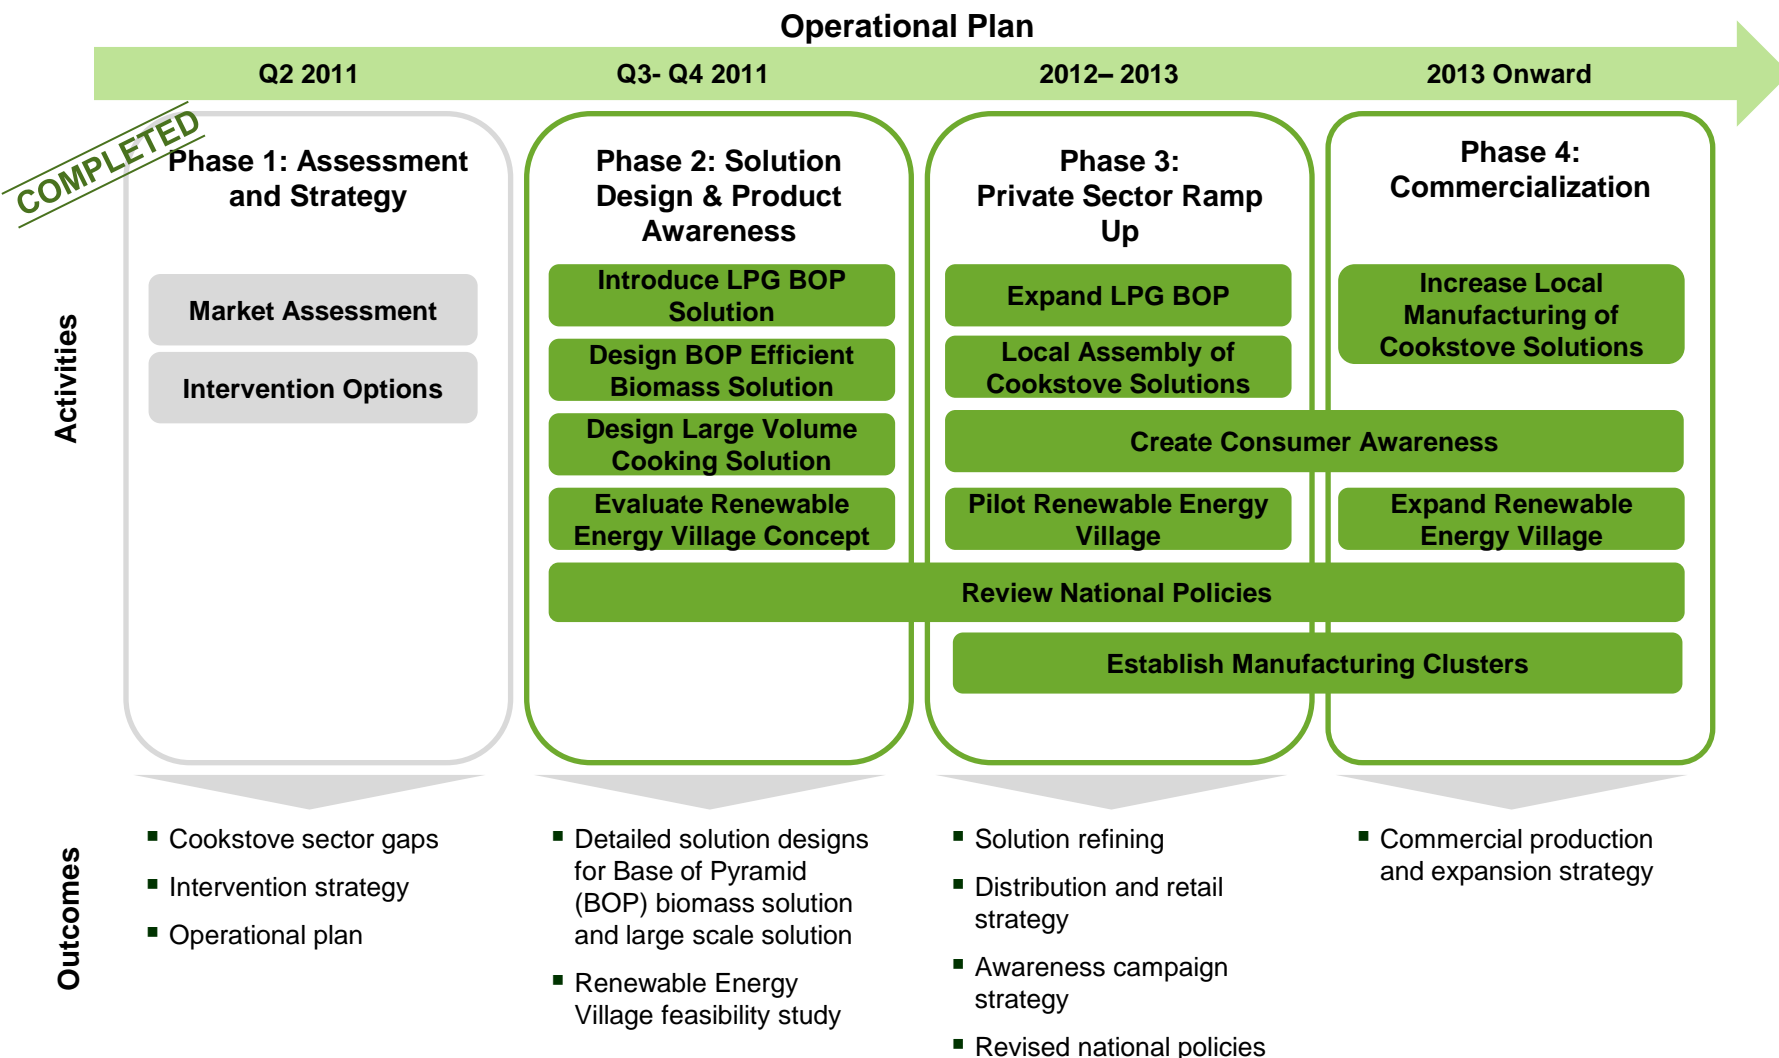 Operational Plan
Q2 2011
Q3- Q4 2011
2012– 2013
2013 Onward
COMPLETED
Phase 1: Assessment
and Strategy
Phase 2: Solution
Design & Product
Awareness
Phase 3:
Private Sector Ramp
Up
Phase 4:
Commercialization
Activities
Market Assessment
Intervention Options
Introduce LPG BOP
Solution
Design BOP Efficient
Biomass Solution
Design Large Volume
Cooking Solution
Evaluate Renewable
Energy Village Concept
Expand LPG BOP
Local Assembly of
Cookstove Solutions
Increase Local
Manufacturing of
Cookstove Solutions
Create Consumer Awareness
Pilot Renewable Energy
Village
Expand Renewable
Energy Village
Review National Policies
Establish Manufacturing Clusters
Outcomes
▪ Cookstove sector gaps
▪ Intervention strategy
▪ Operational plan
▪ Detailed solution designs
for Base of Pyramid
(BOP) biomass solution
and large scale solution
▪ Renewable Energy
Village feasibility study
▪ Solution refining
▪ Distribution and retail
strategy
▪ Awareness campaign
strategy
▪ Revised national policies
▪ Commercial production
and expansion strategy